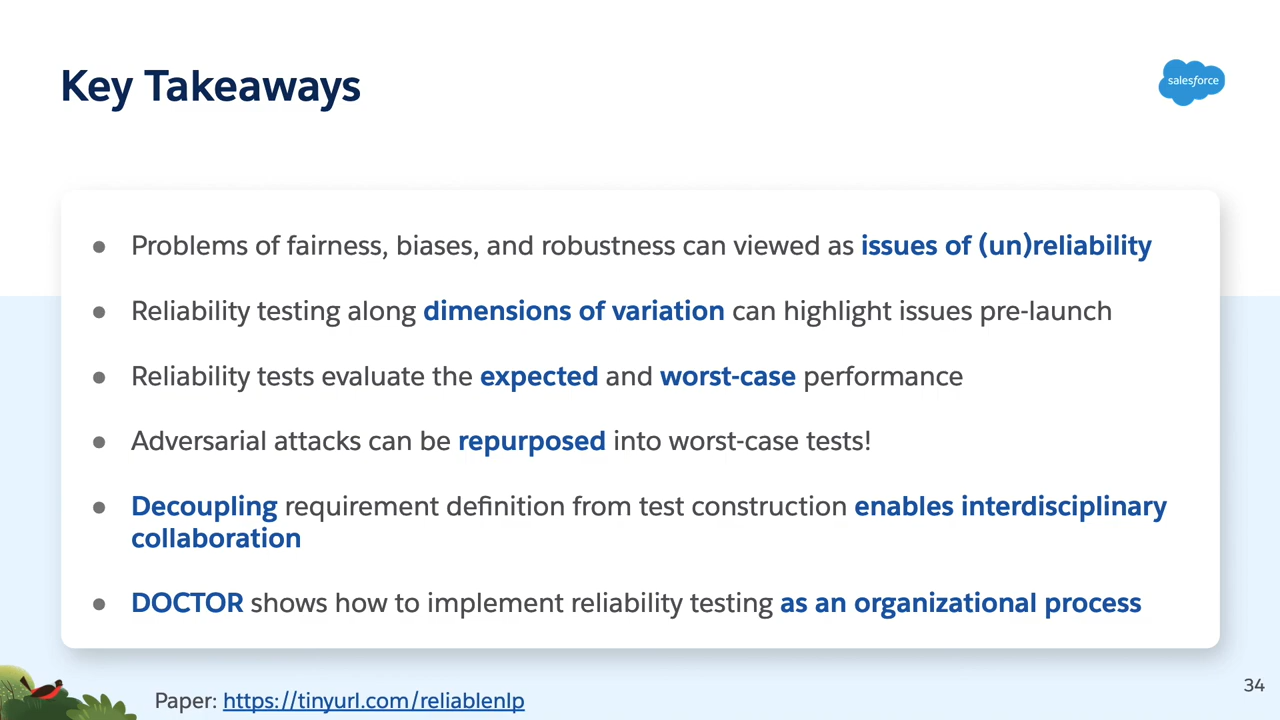 Key Takeaways
salesforce
● Problems of fairness, biases, and robustness can viewed as issues of (un)reliability
● Reliability testing along dimensions of variation can highlight issues pre-launch
● Reliability tests evaluate the expected and worst-case performance
● Adversarial attacks can be repurposed into worst-case tests!
● Decoupling requirement definition from test construction enables interdisciplinary
collaboration
● DOCTOR shows how to implement reliability testing as an organizational process
Paper: https://tinyurl.com/reliablenlp
34